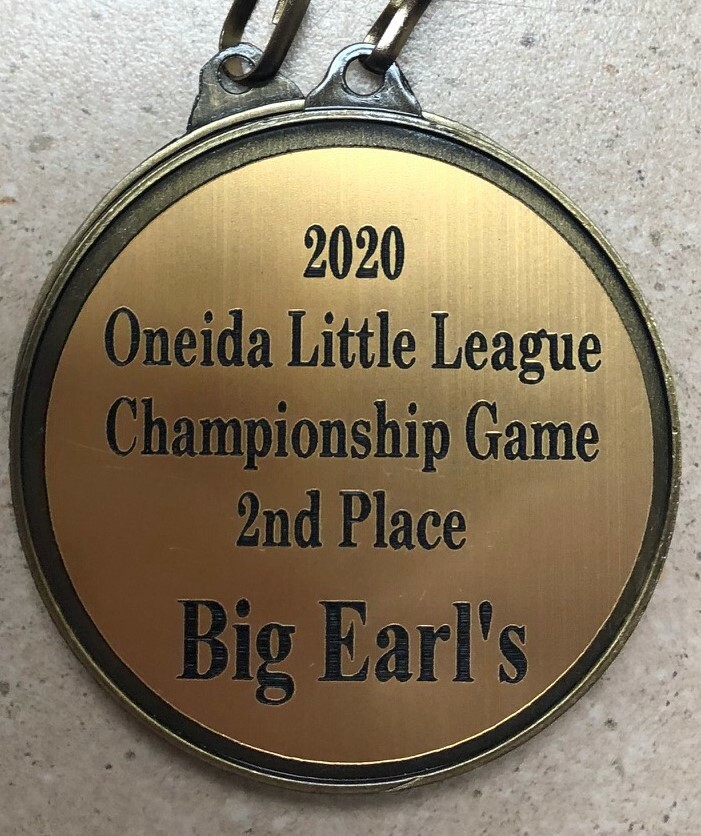 2020
Oneida Little League
Championship Game
2nd Place
Big Earl's